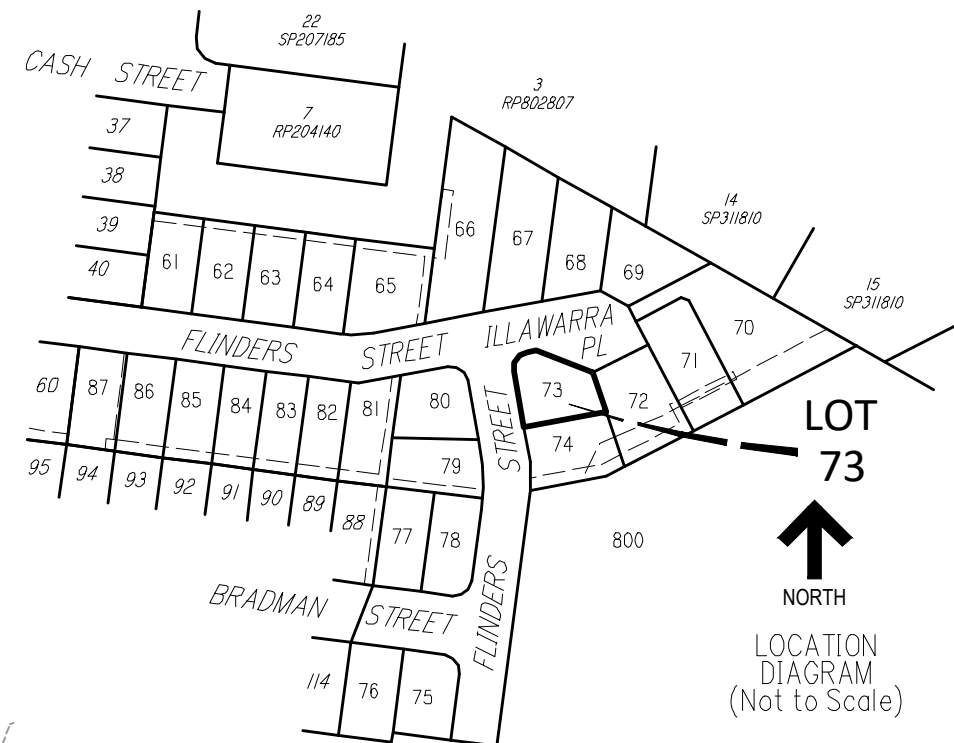 22
SP207185
CASH STREET
3
RP802807
7
RP204140
37
38
39
40
14
SP311810
15
SP311810
61
62
63
64
65
66
67
68
69
70
71
72
73
74
FLINDERS STREET
ILLAWARRA
PL
60
87
86
85
84
83
82
81
80
79
STREET
LOT
73
95
94
93
92
91
90
89
88
77
78
800
NORTH
BRADMAN STREET
FLINDERS
114
76
75
LOCATION
DIAGRAM
(Not to Scale)